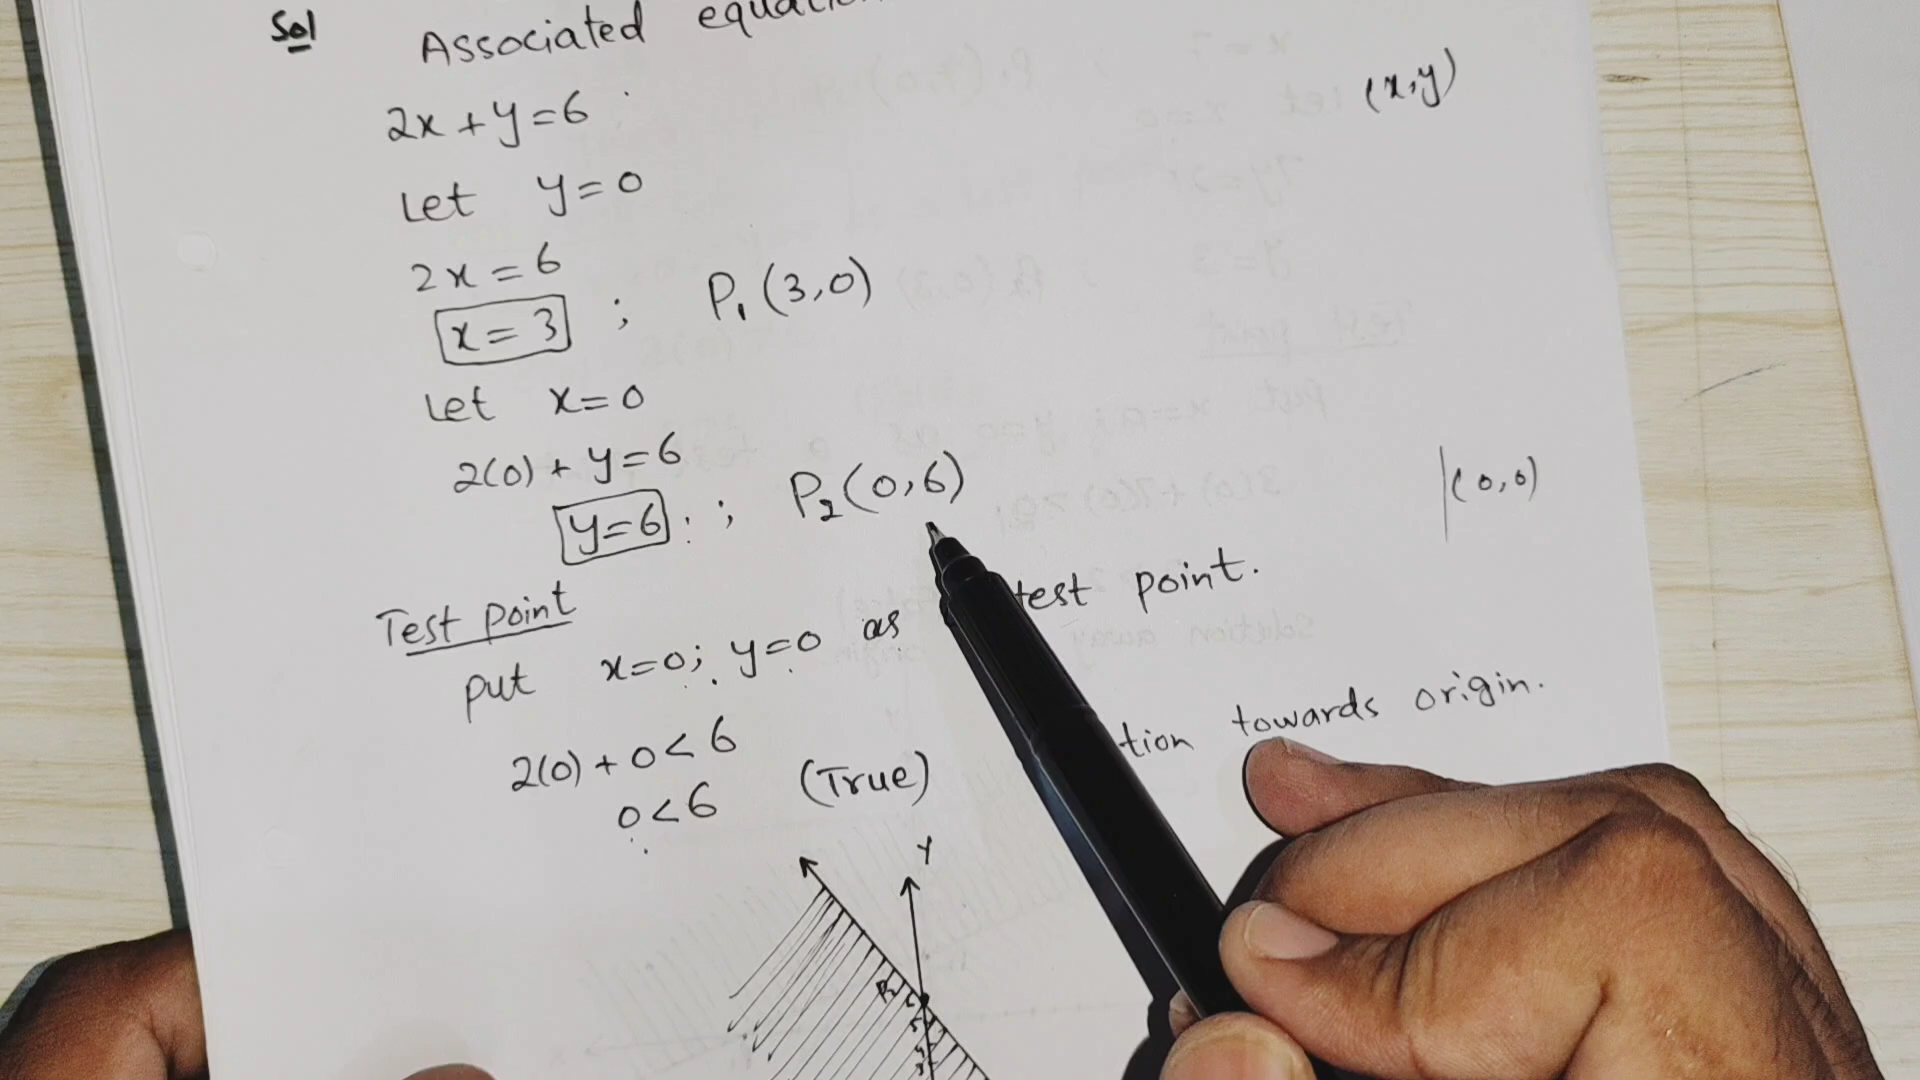 Sol Associated
2x + y = 6
(x,y)
Let y = 0
2x = 6
x = 3 ; P₁ (3,0)
Let x = 0
2(0) + y = 6
y = 6 ; P₂ (0,6)
(0,0)
Test point
put x=0; y=0 as test point.
2(0) + 0 < 6
0 < 6 (True) tion towards origin.
Y
P₂